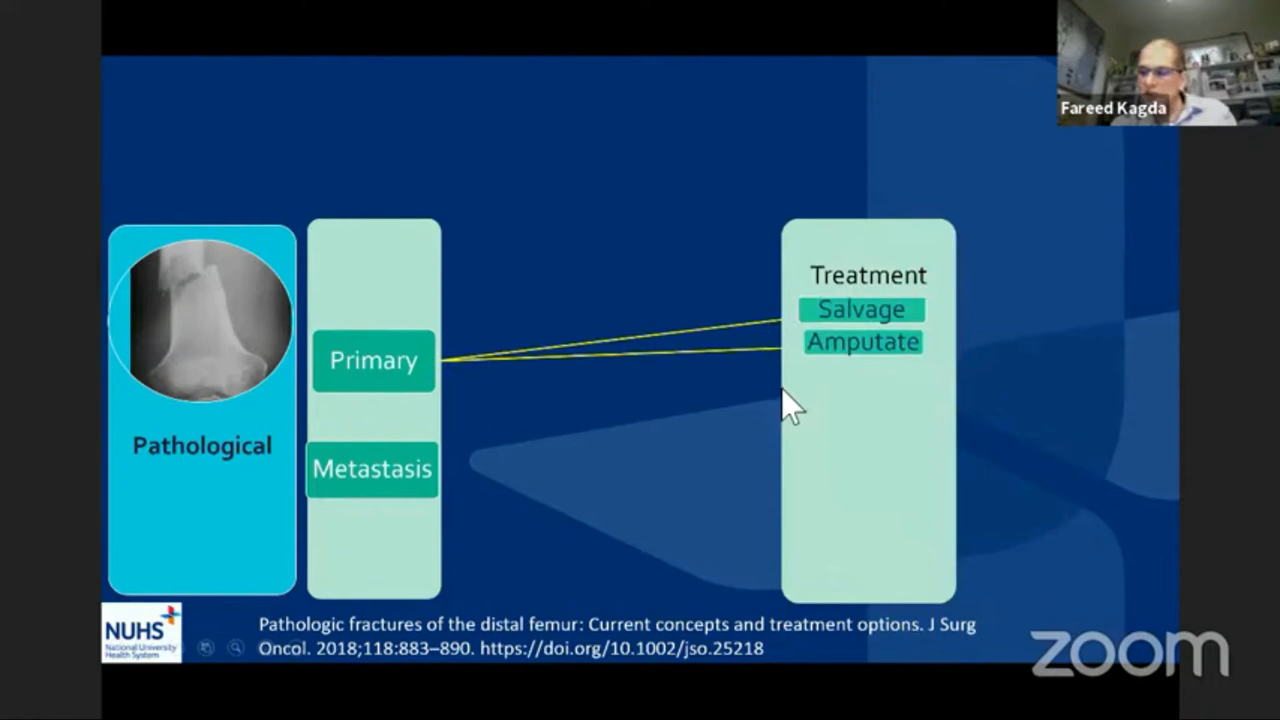 Fareed Kagda
Pathological
Primary
Metastasis
Treatment
Salvage
Amputate
NUHS
National University
Health System
Pathologic fractures of the distal femur: Current concepts and treatment options. J Surg
Oncol. 2018;118:883–890. https://doi.org/10.1002/jso.25218
zoom